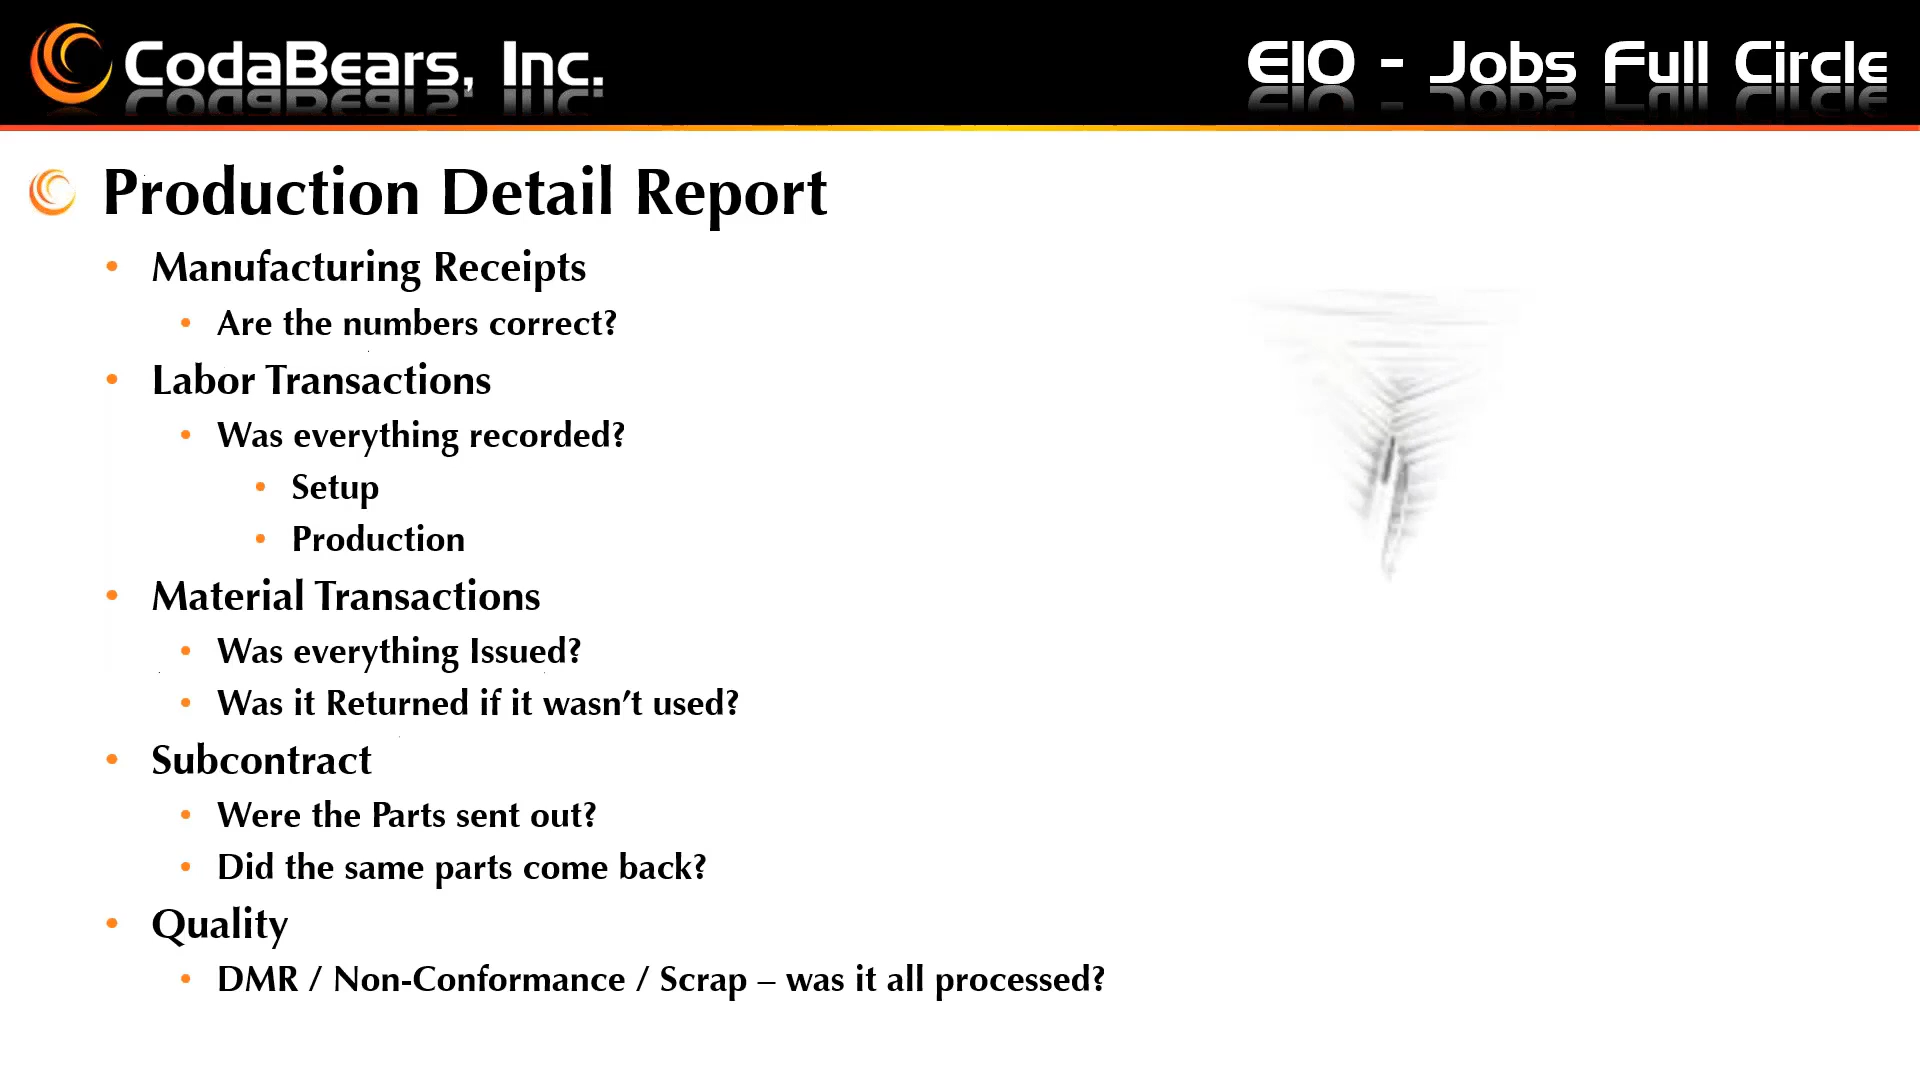 CodaBears, Inc.
E10 - Jobs Full Circle
Production Detail Report
Manufacturing Receipts
Are the numbers correct?
Labor Transactions
Was everything recorded?
Setup
Production
Material Transactions
Was everything Issued?
Was it Returned if it wasn't used?
Subcontract
Were the Parts sent out?
Did the same parts come back?
Quality
DMR / Non-Conformance / Scrap – was it all processed?